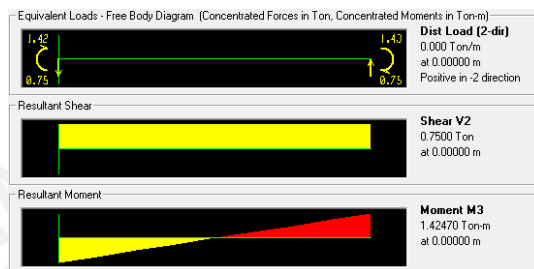 Equivalent Loads - Free Body Diagram (Concentrated Forces in Ton, Concentrated Moments in Ton-m)
1.42
1.43
0.75
0.75
Dist Load (2-dir)
0.000 Ton/m
at 0.00000 m
Positive in -2 direction
Resultant Shear
Shear V2
0.7500 Ton
at 0.00000 m
Resultant Moment
Moment M3
1.42470 Ton-m
at 0.00000 m